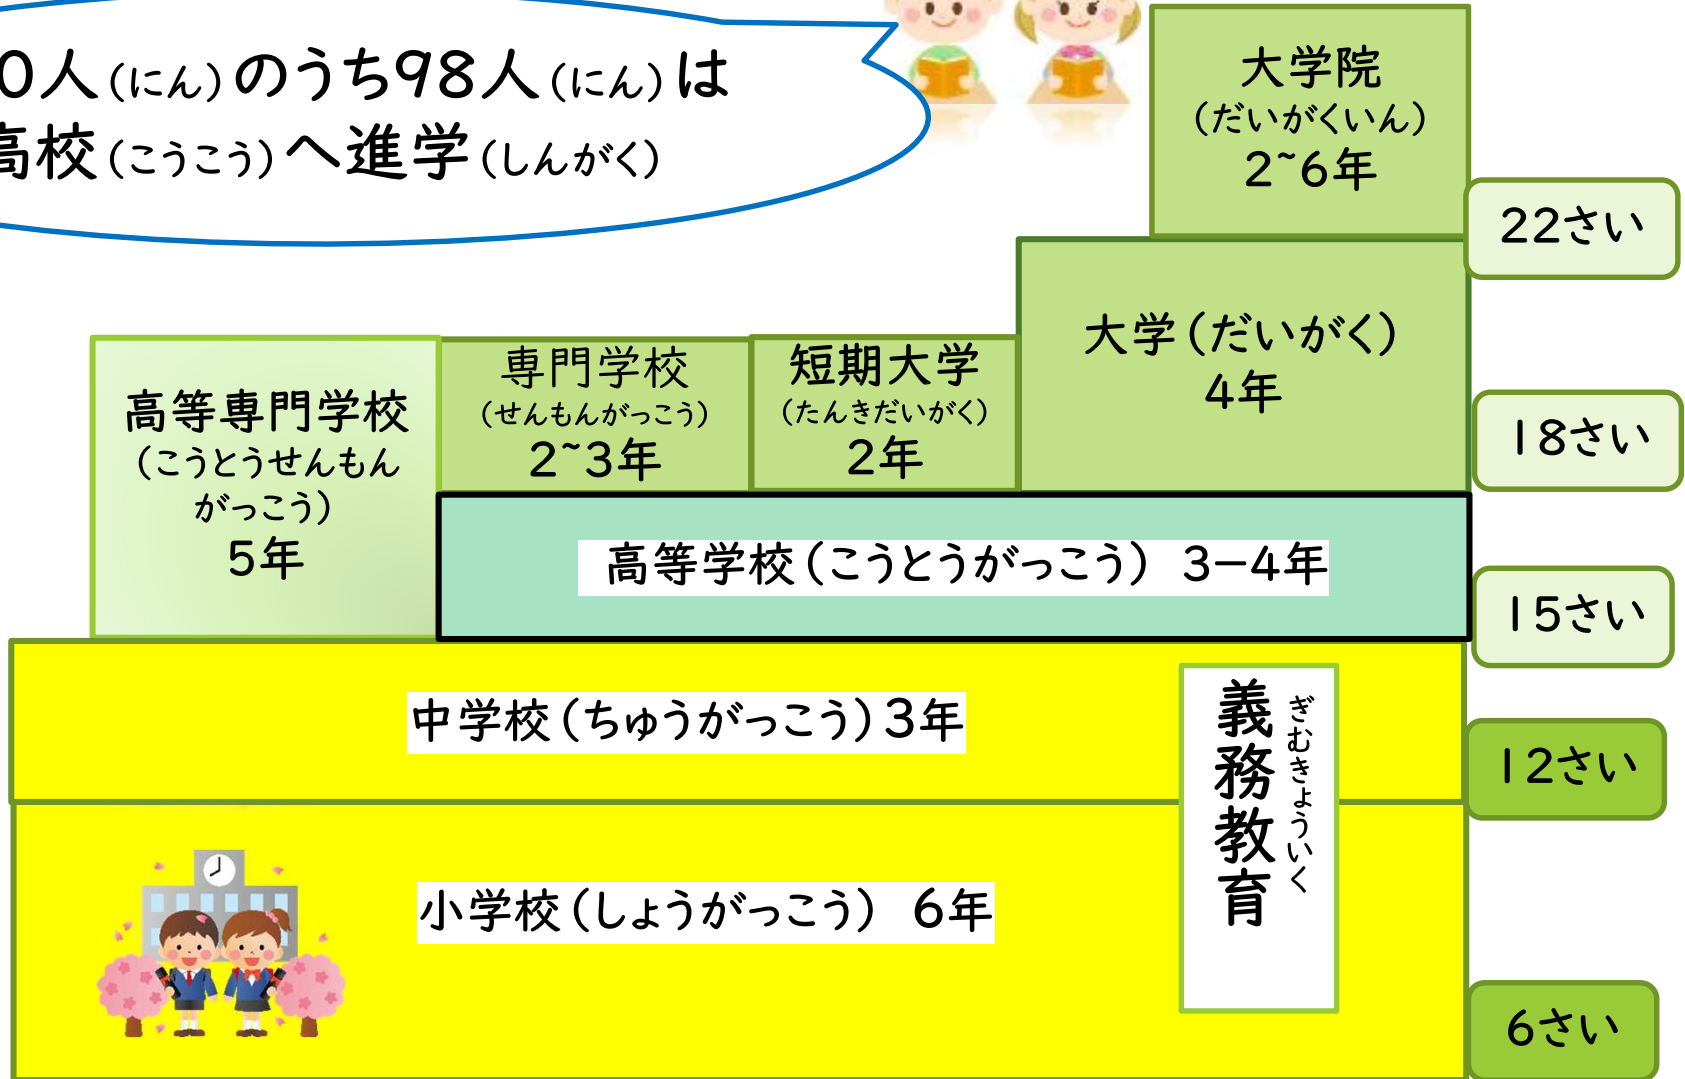 0人(にん)のうち98人(にん)は
高校(こうこう)へ進学(しんがく)
大学院
(だいがくいん)
2~6年
22さい
大学(だいがく)
4年
18さい
高等専門学校
(こうとうせんもん
がっこう)
5年
専門学校
(せんもんがっこう)
2~3年
短期大学
(たんきだいがく)
2年
高等学校(こうとうがっこう) 3−4年
15さい
中学校(ちゅうがっこう)3年
義務教育
ぎむきょういく
12さい
小学校(しょうがっこう) 6年
6さい